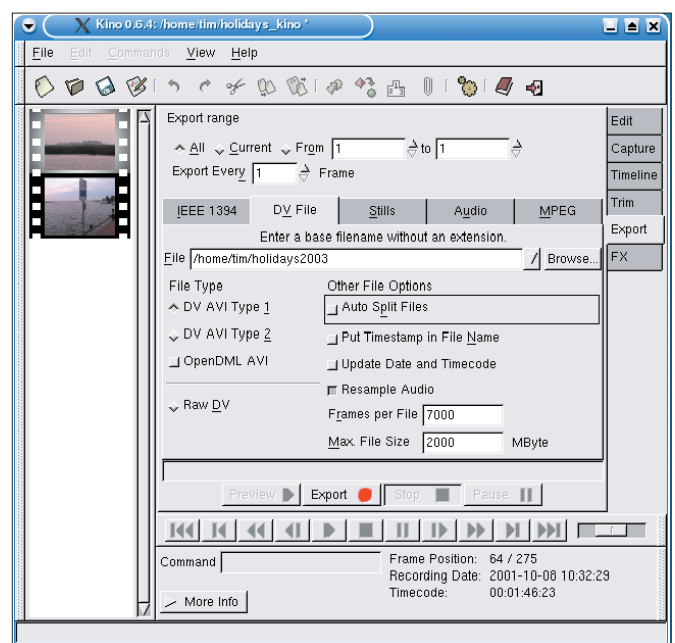 Kino 0.6.4: /home/tim/holidays_kino *
File Edit Commands View Help
Export range
All Current From 1 to 1
Export Every 1 Frame
Edit
Capture
Timeline
Trim
Export
FX
IEEE 1394 DV File Stills Audio MPEG
Enter a base filename without an extension.
File /home/tim/holidays2003 / Browse...
File Type
DV AVI Type 1
DV AVI Type 2
OpenDML AVI
Raw DV
Other File Options
Auto Split Files
Put Timestamp in File Name
Update Date and Timecode
Resample Audio
Frames per File 7000
Max. File Size 2000 MByte
Preview Export Stop Pause
Command
More Info
Frame Position: 64 / 275
Recording Date: 2001-10-08 10:32:29
Timecode: 00:01:46:23